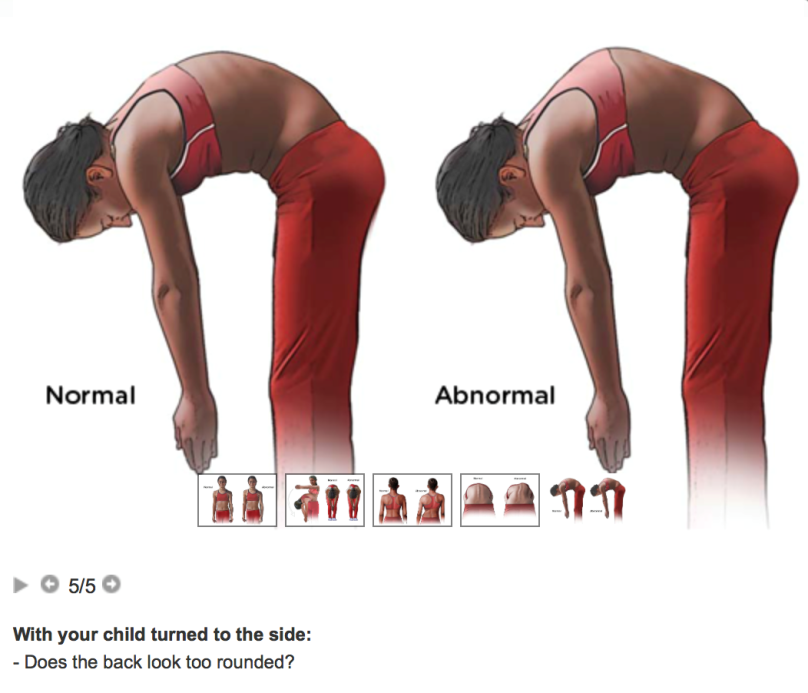 Normal
Abnormal
5/5
With your child turned to the side:
- Does the back look too rounded?